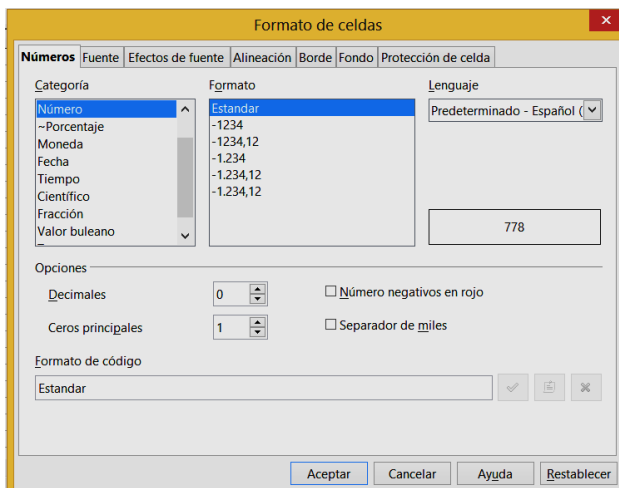 Formato de celdas
Números Fuente Efectos de fuente Alineación Borde Fondo Protección de celda
Categoría Formato Lenguaje
Número
~Porcentaje
Moneda
Fecha
Tiempo
Científico
Fracción
Valor buleano
Estandar
-1234
-1234,12
-1.234
-1.234,12
-1.234,12
Predeterminado - Español (
778
Opciones
Decimales 0 Número negativos en rojo
Ceros principales 1 Separador de miles
Formato de código
Estandar
Aceptar Cancelar Ayuda Restablecer